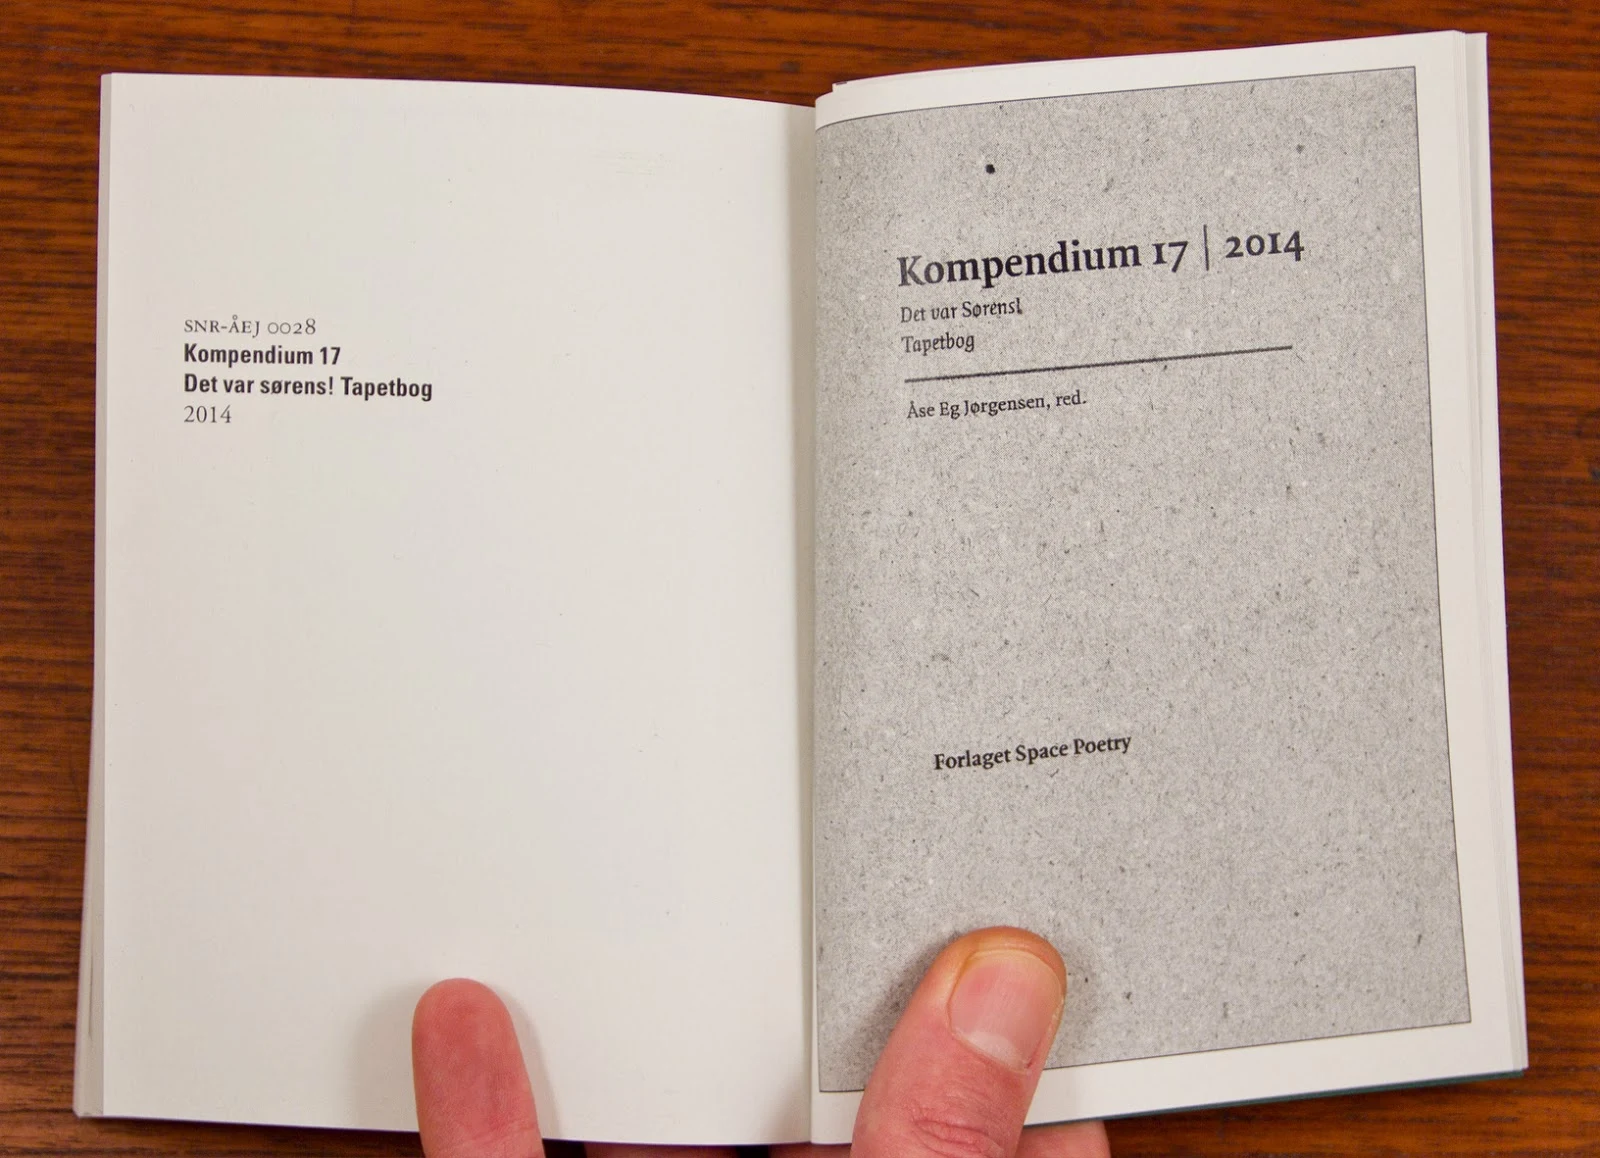 SNR-ÅEJ 0028
Kompendium 17
Det var sørens! Tapetbog
2014
Kompendium 17 | 2014
Det var Sørens!
Tapetbog
Åse Eg Jørgensen, red.
Forlaget Space Poetry